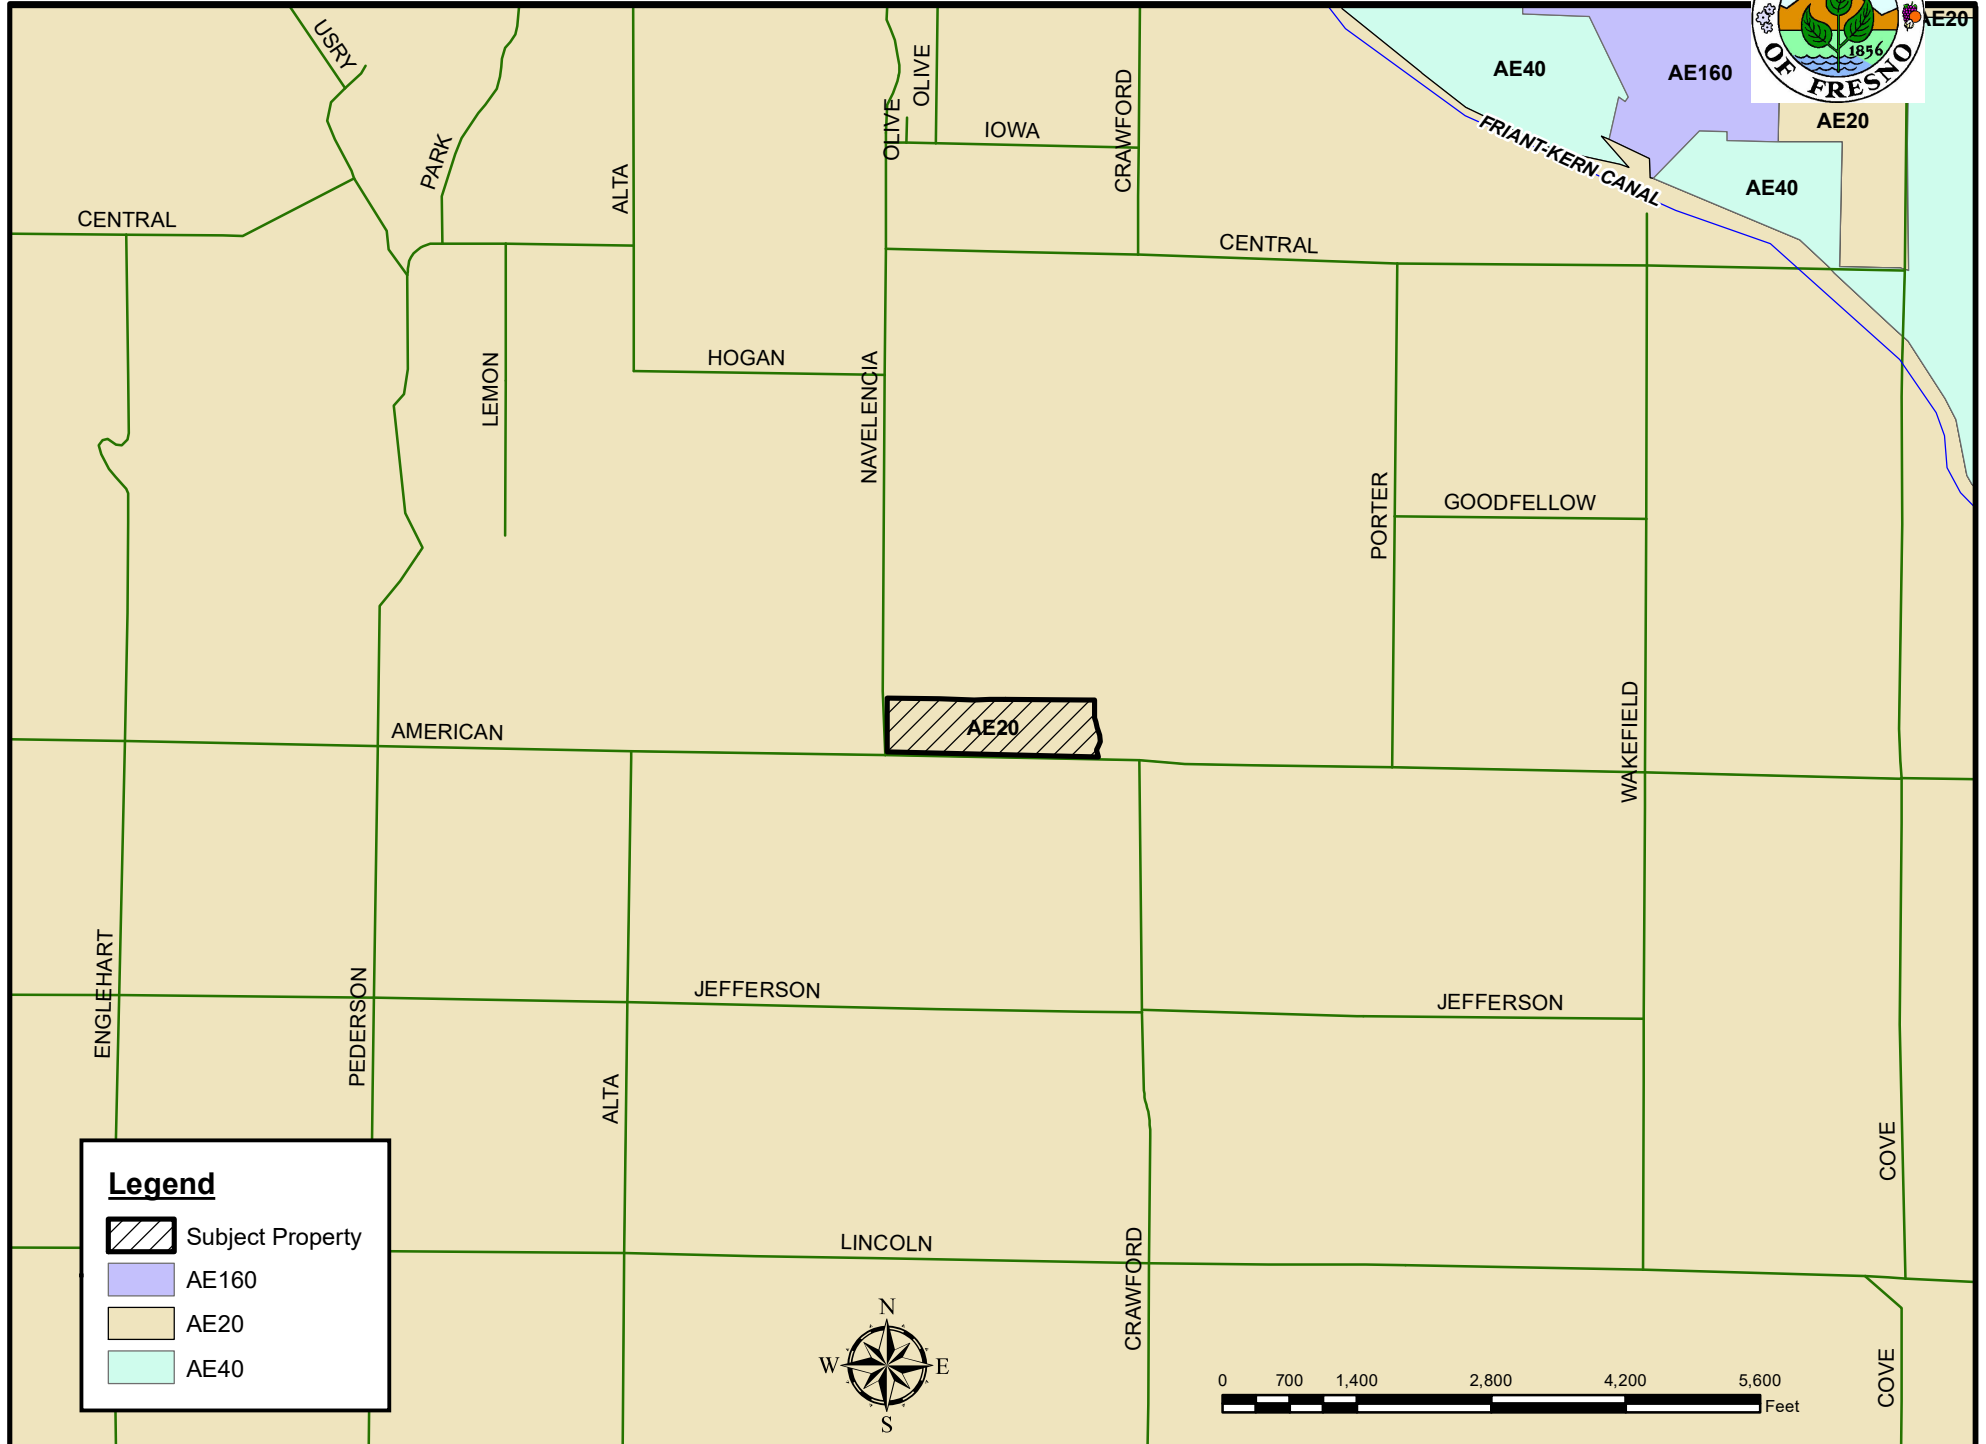 USRY
PARK
ALTA
OLIVE
OLIVE
IOWA
CRAWFORD
AE40
AE160
AE20
1856
OF FRESNO
AE20
FRIANT-KERN CANAL
AE40
CENTRAL
CENTRAL
LEMON
HOGAN
NAVELENCIA
PORTER
GOODFELLOW
AMERICAN
AE20
WAKEFIELD
ENGLEHART
PEDERSON
JEFFERSON
JEFFERSON
ALTA
COVE
LINCOLN
CRAWFORD
COVE
Legend
Subject Property
AE160
AE20
AE40
N
W E
S
0 700 1,400 2,800 4,200 5,600
Feet